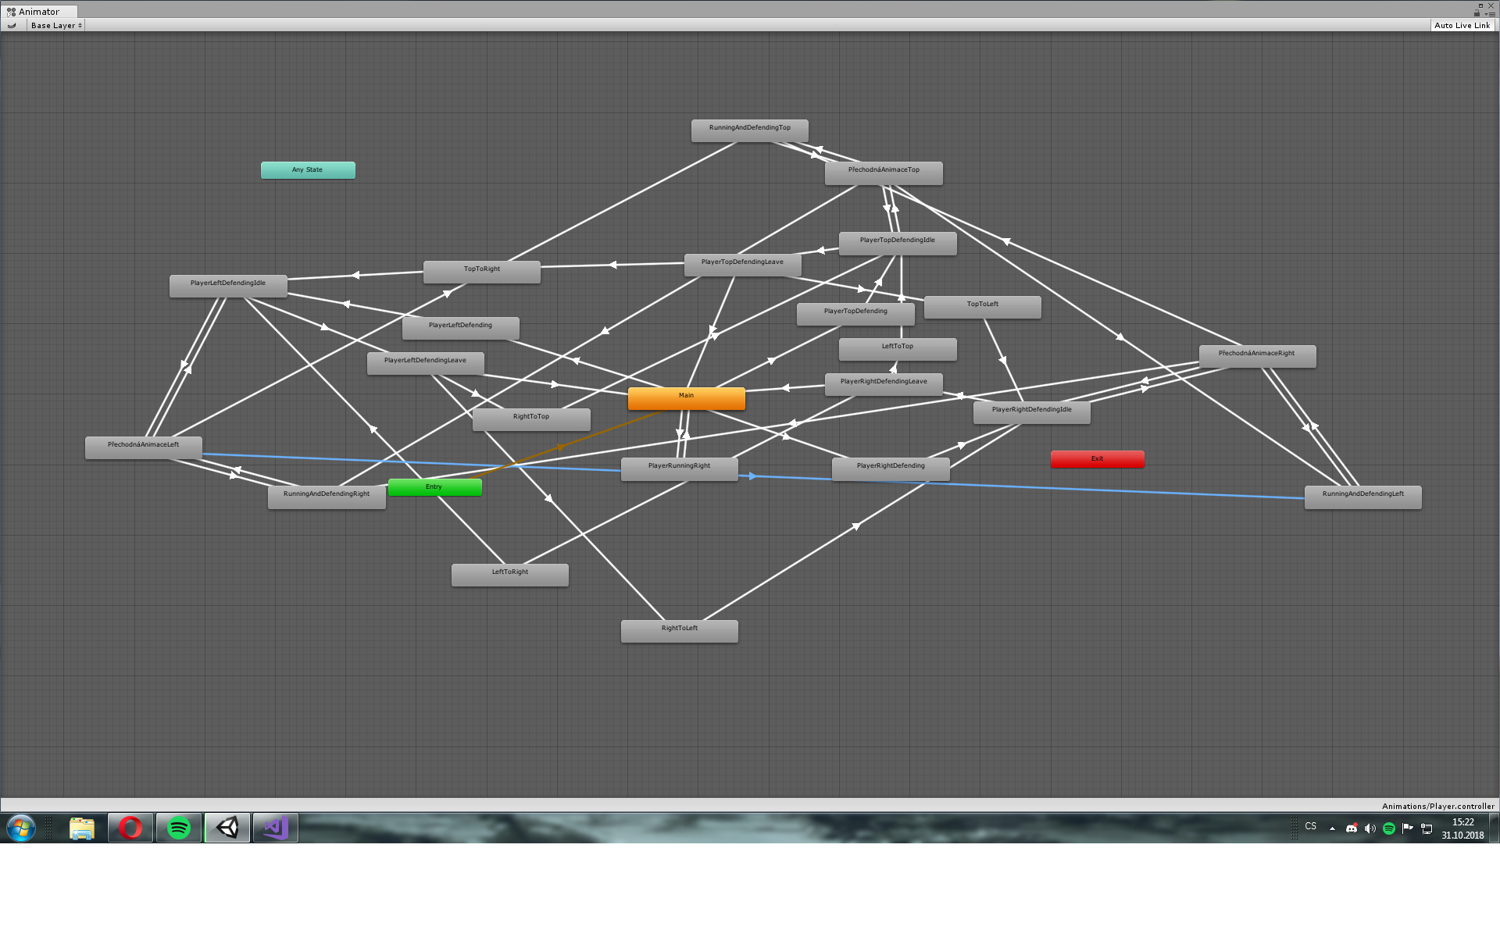 Animator
Base Layer
Auto Live Link
RunningAndDefendingTop
Any State
PřechodnáAnimaceTop
PlayerTopDefendingIdle
PlayerTopDefendingLeave
TopToRight
PlayerLeftDefendingIdle
TopToLeft
PlayerTopDefending
PlayerLeftDefending
LeftToTop
PřechodnáAnimaceRight
PlayerLeftDefendingLeave
PlayerRightDefendingLeave
Main
PlayerRightDefendingIdle
RightToTop
PřechodnáAnimaceLeft
Exit
PlayerRunningRight
PlayerRightDefending
Entry
RunningAndDefendingRight
RunningAndDefendingLeft
LeftToRight
RightToLeft
Animations/Player.controller
CS
15:22
31.10.2018